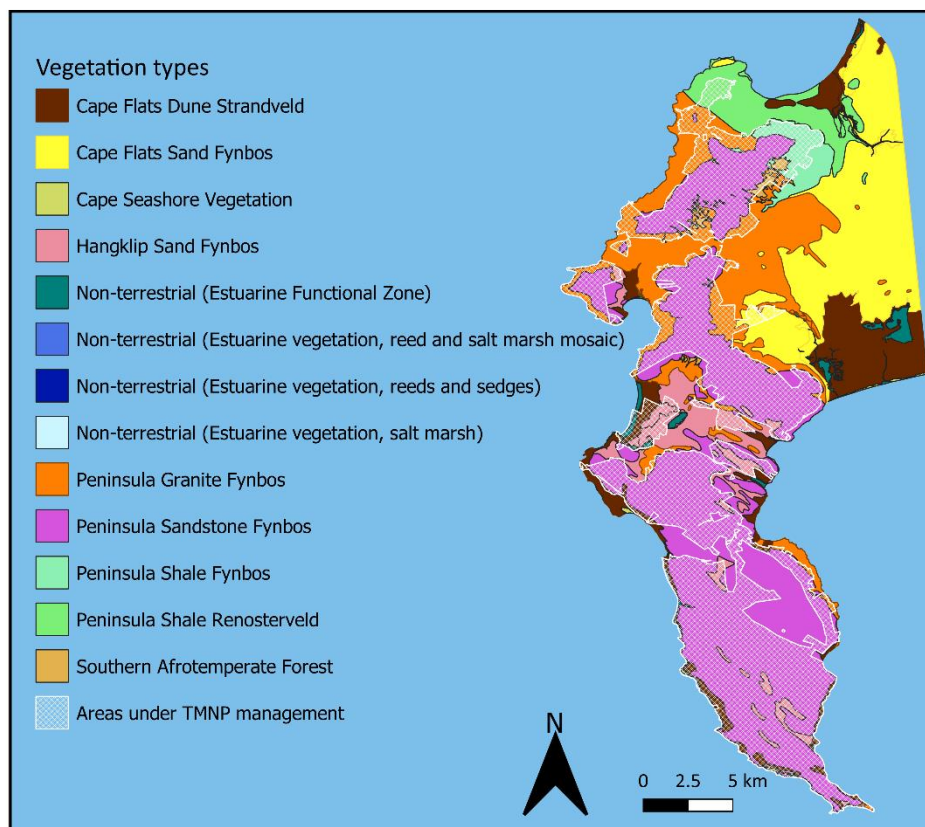 Vegetation types
Cape Flats Dune Strandveld
Cape Flats Sand Fynbos
Cape Seashore Vegetation
Hangklip Sand Fynbos
Non-terrestrial (Estuarine Functional Zone)
Non-terrestrial (Estuarine vegetation, reed and salt marsh mosaic)
Non-terrestrial (Estuarine vegetation, reeds and sedges)
Non-terrestrial (Estuarine vegetation, salt marsh)
Peninsula Granite Fynbos
Peninsula Sandstone Fynbos
Peninsula Shale Fynbos
Peninsula Shale Renosterveld
Southern Afrotemperate Forest
Areas under TMNP management
N
0 2.5 5 km